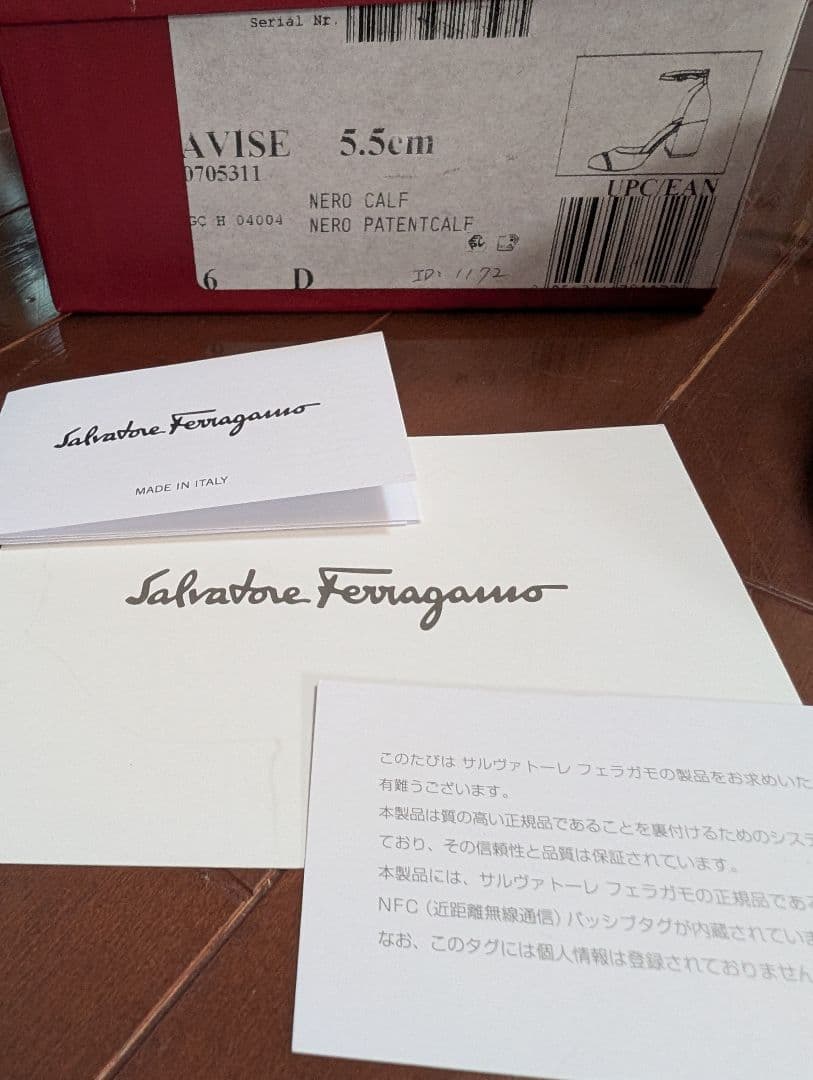 Serial Nr.
AVISE 5.5cm
0705311
NERO CALF
GC H 04004 NERO PATENTCALF
UPC/EAN
6 D ID: 1172
Salvatore Ferragamo
MADE IN ITALY
Salvatore Ferragamo
このたびは サルヴァトーレ フェラガモの製品をお求めいた
有難うございます。
本製品は質の高い正規品であることを裏付けるためのシステ
ており、その信頼性と品質は保証されています。
本製品には、サルヴァトーレ フェラガモの正規品である
NFC（近距離無線通信）パッシブタグが内蔵されていま
なお、このタグには個人情報は登録されておりません